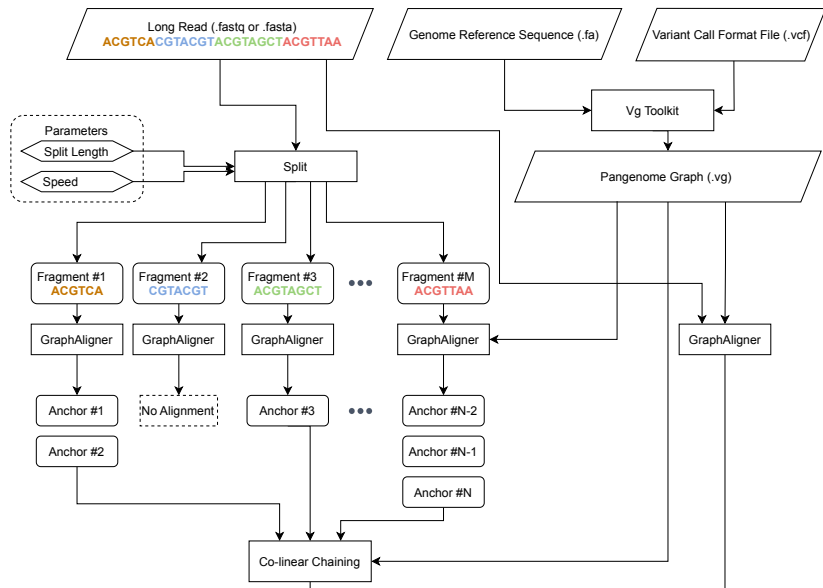 Long Read (.fastq or .fasta)
ACGTCACGTACGTACGTAGCTACGTTAA
Genome Reference Sequence (.fa)
Variant Call Format File (.vcf)
Vg Toolkit
Parameters
Split Length
Speed
Split
Pangenome Graph (.vg)
Fragment #1
ACGTCA
Fragment #2
CGTACGT
Fragment #3
ACGTAGCT
Fragment #M
ACGTTAA
GraphAligner
GraphAligner
GraphAligner
GraphAligner
GraphAligner
Anchor #1
No Alignment
Anchor #3
Anchor #N-2
Anchor #2
Anchor #N-1
Anchor #N
Co-linear Chaining